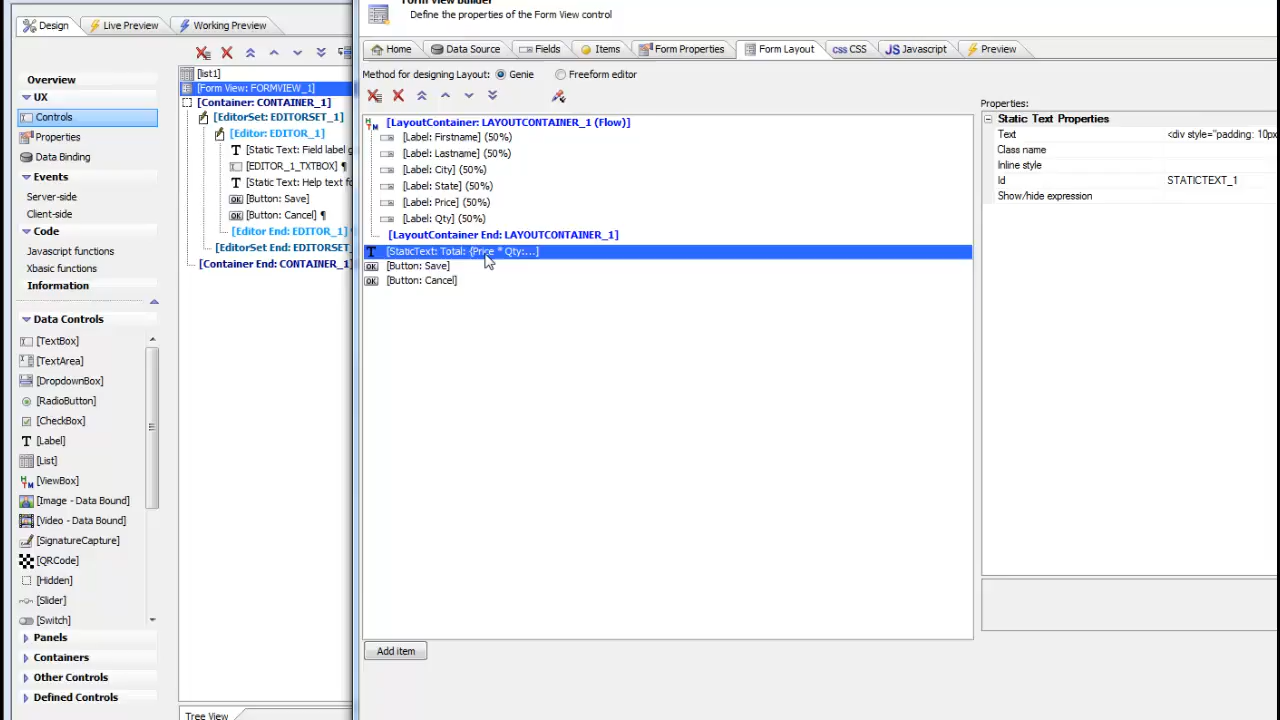 Form View Builder
Define the properties of the Form View control
Design
Live Preview
Working Preview
Home
Data Source
Fields
Items
Form Properties
Form Layout
CSS
Javascript
Preview
Method for designing Layout:
Genie
Freeform editor
Overview
UX
Controls
Properties
Data Binding
Events
Server-side
Client-side
Code
Javascript functions
Xbasic functions
Information
Data Controls
[TextBox]
[TextArea]
[DropdownBox]
[RadioButton]
[CheckBox]
[Label]
[List]
[ViewBox]
[Image - Data Bound]
[Video - Data Bound]
[SignatureCapture]
[QRCode]
[Hidden]
[Slider]
[Switch]
Panels
Containers
Other Controls
Defined Controls
[list1]
[Form View: FORMVIEW_1]
[Container: CONTAINER_1]
[EditorSet: EDITORSET_1]
[Editor: EDITOR_1]
[Static Text: Field label g
[EDITOR_1_TXTBOX] ¶
[Static Text: Help text fo
[Button: Save]
[Button: Cancel] ¶
[Editor End: EDITOR_1]
[EditorSet End: EDITORSET_
[Container End: CONTAINER_1]
Tree View
[LayoutContainer: LAYOUTCONTAINER_1 (Flow)]
[Label: Firstname] (50%)
[Label: Lastname] (50%)
[Label: City] (50%)
[Label: State] (50%)
[Label: Price] (50%)
[Label: Qty] (50%)
[LayoutContainer End: LAYOUTCONTAINER_1]
[StaticText: Total: {Price * Qty:...]
[Button: Save]
[Button: Cancel]
Add item
Properties:
Static Text Properties
Text <div style="padding: 10px
Class name
Inline style
Id STATICTEXT_1
Show/hide expression